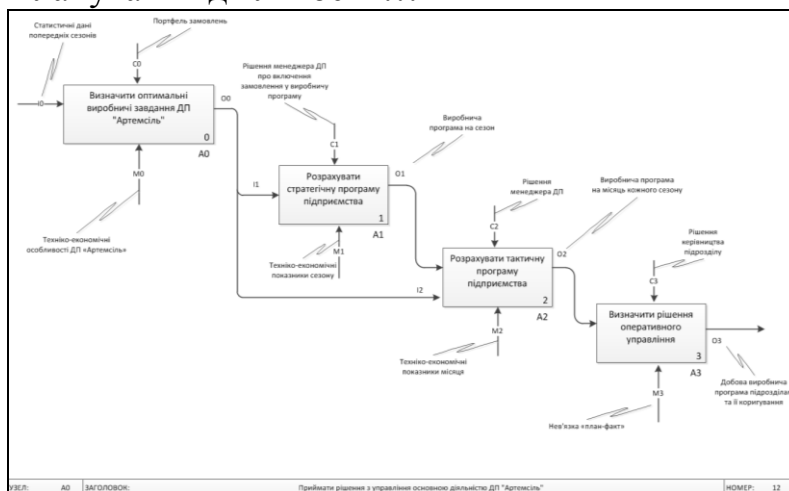 Статистичні дані
попередніх сезонів
Портфель замовлень
I0
C0
Визначити оптимальні
виробничі завдання ДП
"Артемсіль"
0
A0
O0
M0
Техніко-економічні
особливості ДП «Артемсіль»
Рішення менеджера ДП
про включення
замовлення у виробничу
програму
C1
I1
Розрахувати
стратегічну програму
підприємства
1
A1
O1
M1
Техніко-економічні
показники сезону
Виробнича
програма на сезон
Рішення
менеджера ДП
C2
I2
Розрахувати тактичну
програму
підприємства
2
A2
O2
M2
Техніко-економічні
показники місяця
Виробнича програма
на місяць кожного сезону
Рішення
керівництва
підрозділу
C3
Визначити рішення
оперативного
управління
3
A3
O3
M3
Нев'язка «план-факт»
Добова виробнича
програма підрозділа
та її коригування
УЗЕЛ: A0 ЗАГОЛОВОК: Приймати рішення з управління основною діяльністю ДП "Артемсіль" НОМЕР: 12